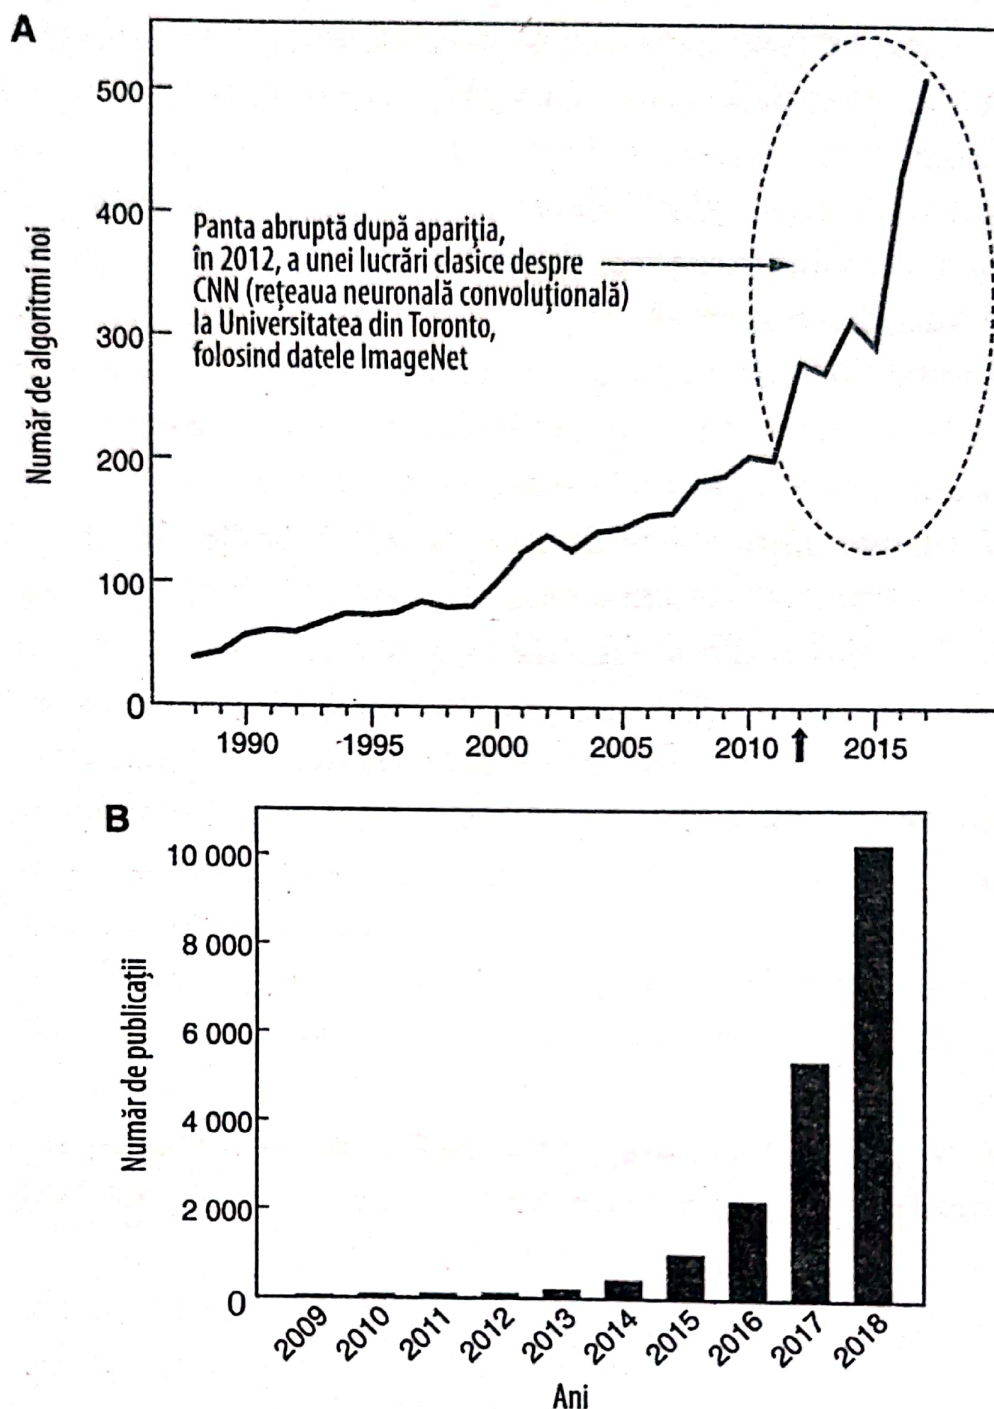 A
Număr de algoritmi noi
500
400
300
200
100
0
Panta abruptă după apariția,
în 2012, a unei lucrări clasice despre
CNN (rețeaua neuronală convoluțională)
la Universitatea din Toronto,
folosind datele ImageNet
1990
1995
2000
2005
2010
2015
B
Număr de publicații
10 000
8 000
6 000
4 000
2 000
0
2009
2010
2011
2012
2013
2014
2015
2016
2017
2018
Ani